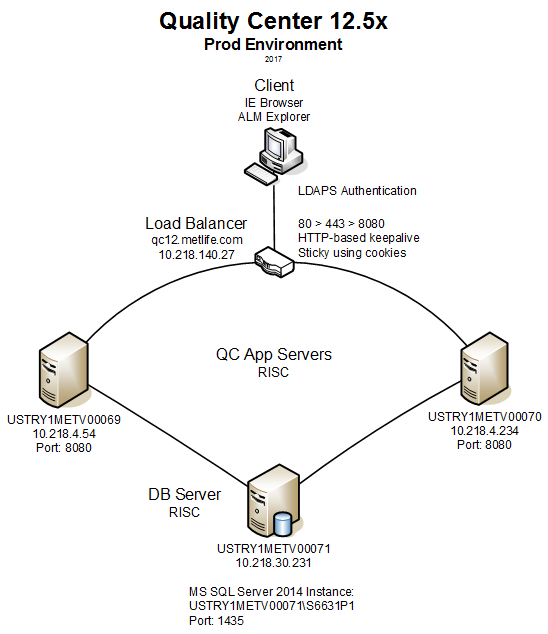 Quality Center 12.5x
Prod Environment
2017
Client
IE Browser
ALM Explorer
LDAPS Authentication
Load Balancer
qc12.metlife.com
10.218.140.27
80 > 443 > 8080
HTTP-based keepalive
Sticky using cookies
QC App Servers
RISC
USTRY1METV00069
10.218.4.54
Port: 8080
USTRY1METV00070
10.218.4.234
Port: 8080
DB Server
RISC
USTRY1METV00071
10.218.30.231
MS SQL Server 2014 Instance:
USTRY1METV00071\S6631P1
Port: 1435